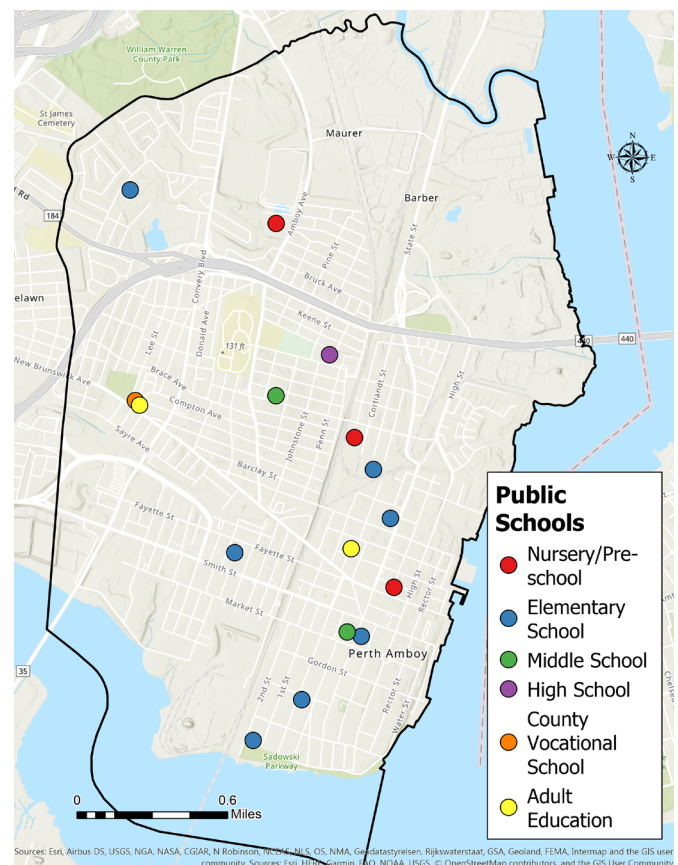 William Warren
County Park
St James
Cemetery
Maurer
N
W
E
S
Rd
184
Amboy Ave
Barber
State St
Pine St
Convery Blvd
Bruck Ave
elawn
Keene St
Donald Ave
131 ft
440
Lee St
Brace Ave
New Brunswick Ave
Compton Ave
Cortlandt St
High St
Sayre Ave
Johnstone St
Penn St
Barclay St
Fayette St
Fayette St
Smith St
High St
Rector St
Market St
Perth Amboy
Gordon St
35
2nd St
1st St
Rector St
Water St
Sadowski
Parkway
Chelsea
Public
Schools
Nursery/Pre-
school
Elementary
School
Middle School
High School
County
Vocational
School
Adult
Education
0
0.6
Miles
Sources: Esri, Airbus DS, USGS, NGA, NASA, CGIAR, N Robinson, NCEAS, NLS, OS, NMA, Geodatastyrelsen, Rijkswaterstaat, GSA, Geoland, FEMA, Intermap and the GIS user
community, Sources: Esri, HERE, Garmin, FAO, NOAA, USGS, © OpenStreetMap contributors, and the GIS User Community